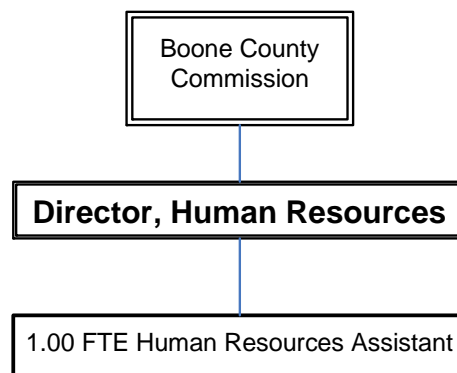 Boone County
Commission
Director, Human Resources
1.00 FTE Human Resources Assistant